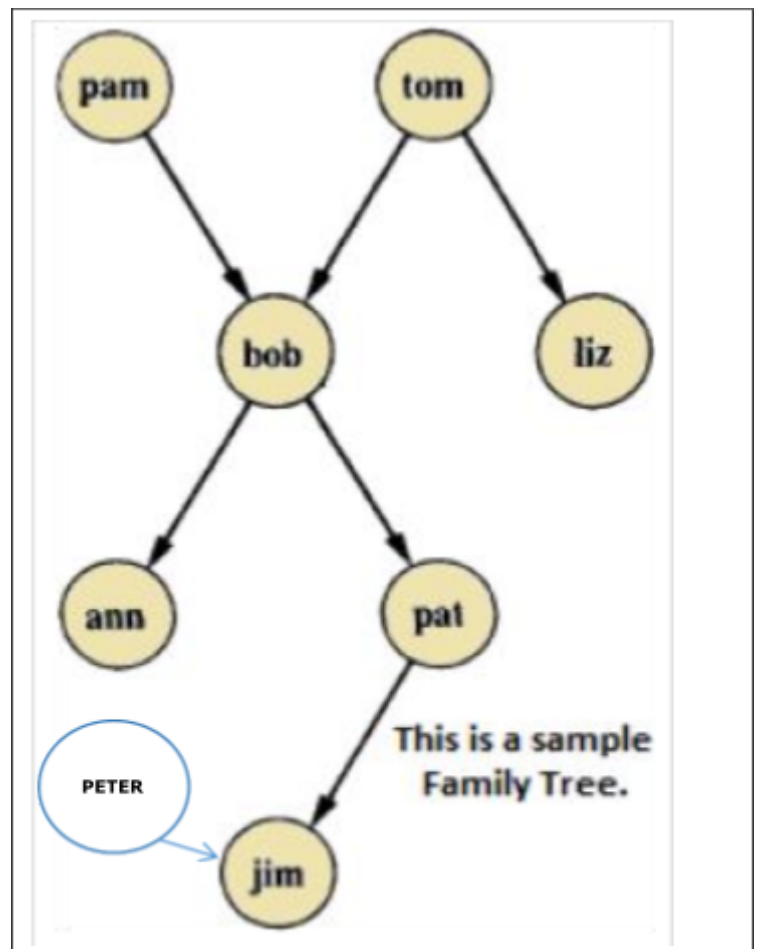 pam
tom
bob
liz
ann
pat
This is a sample
Family Tree.
PETER
jim